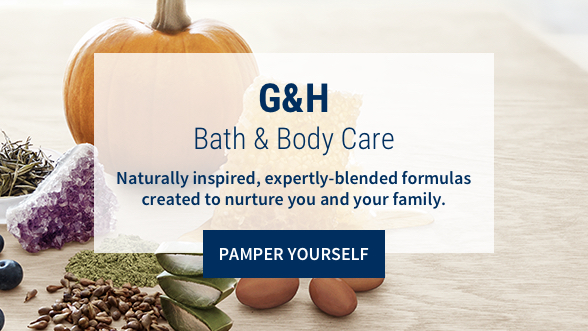 G&H
Bath & Body Care
Naturally inspired, expertly-blended formulas
created to nurture you and your family.
PAMPER YOURSELF